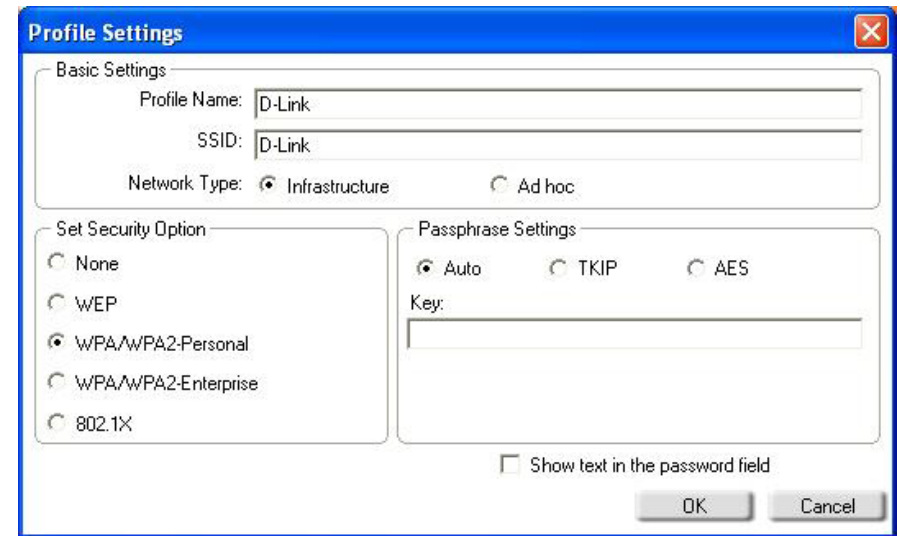 Profile Settings
Basic Settings
Profile Name: D-Link
SSID: D-Link
Network Type: Infrastructure Ad hoc
Set Security Option
None
WEP
WPA/WPA2-Personal
WPA/WPA2-Enterprise
802.1X
Passphrase Settings
Auto TKIP AES
Key:
Show text in the password field
OK Cancel